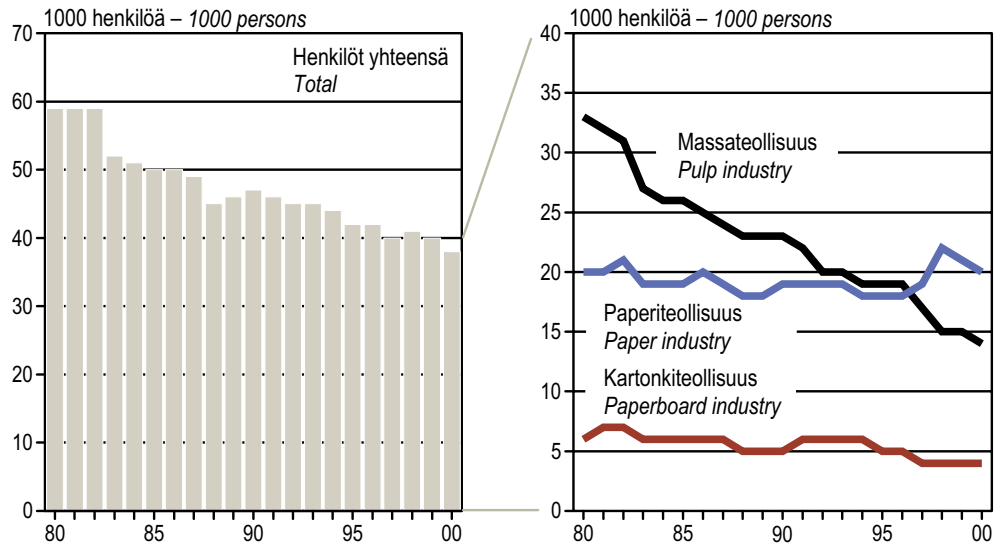 1000 henkilöä – 1000 persons
70
60
50
40
30
20
10
0
Henkilöt yhteensä
Total
80 85 90 95 00
1000 henkilöä – 1000 persons
40
35
30
25
20
15
10
5
0
Massateollisuus
Pulp industry
Paperiteollisuus
Paper industry
Kartonkiteollisuus
Paperboard industry
80 85 90 95 00